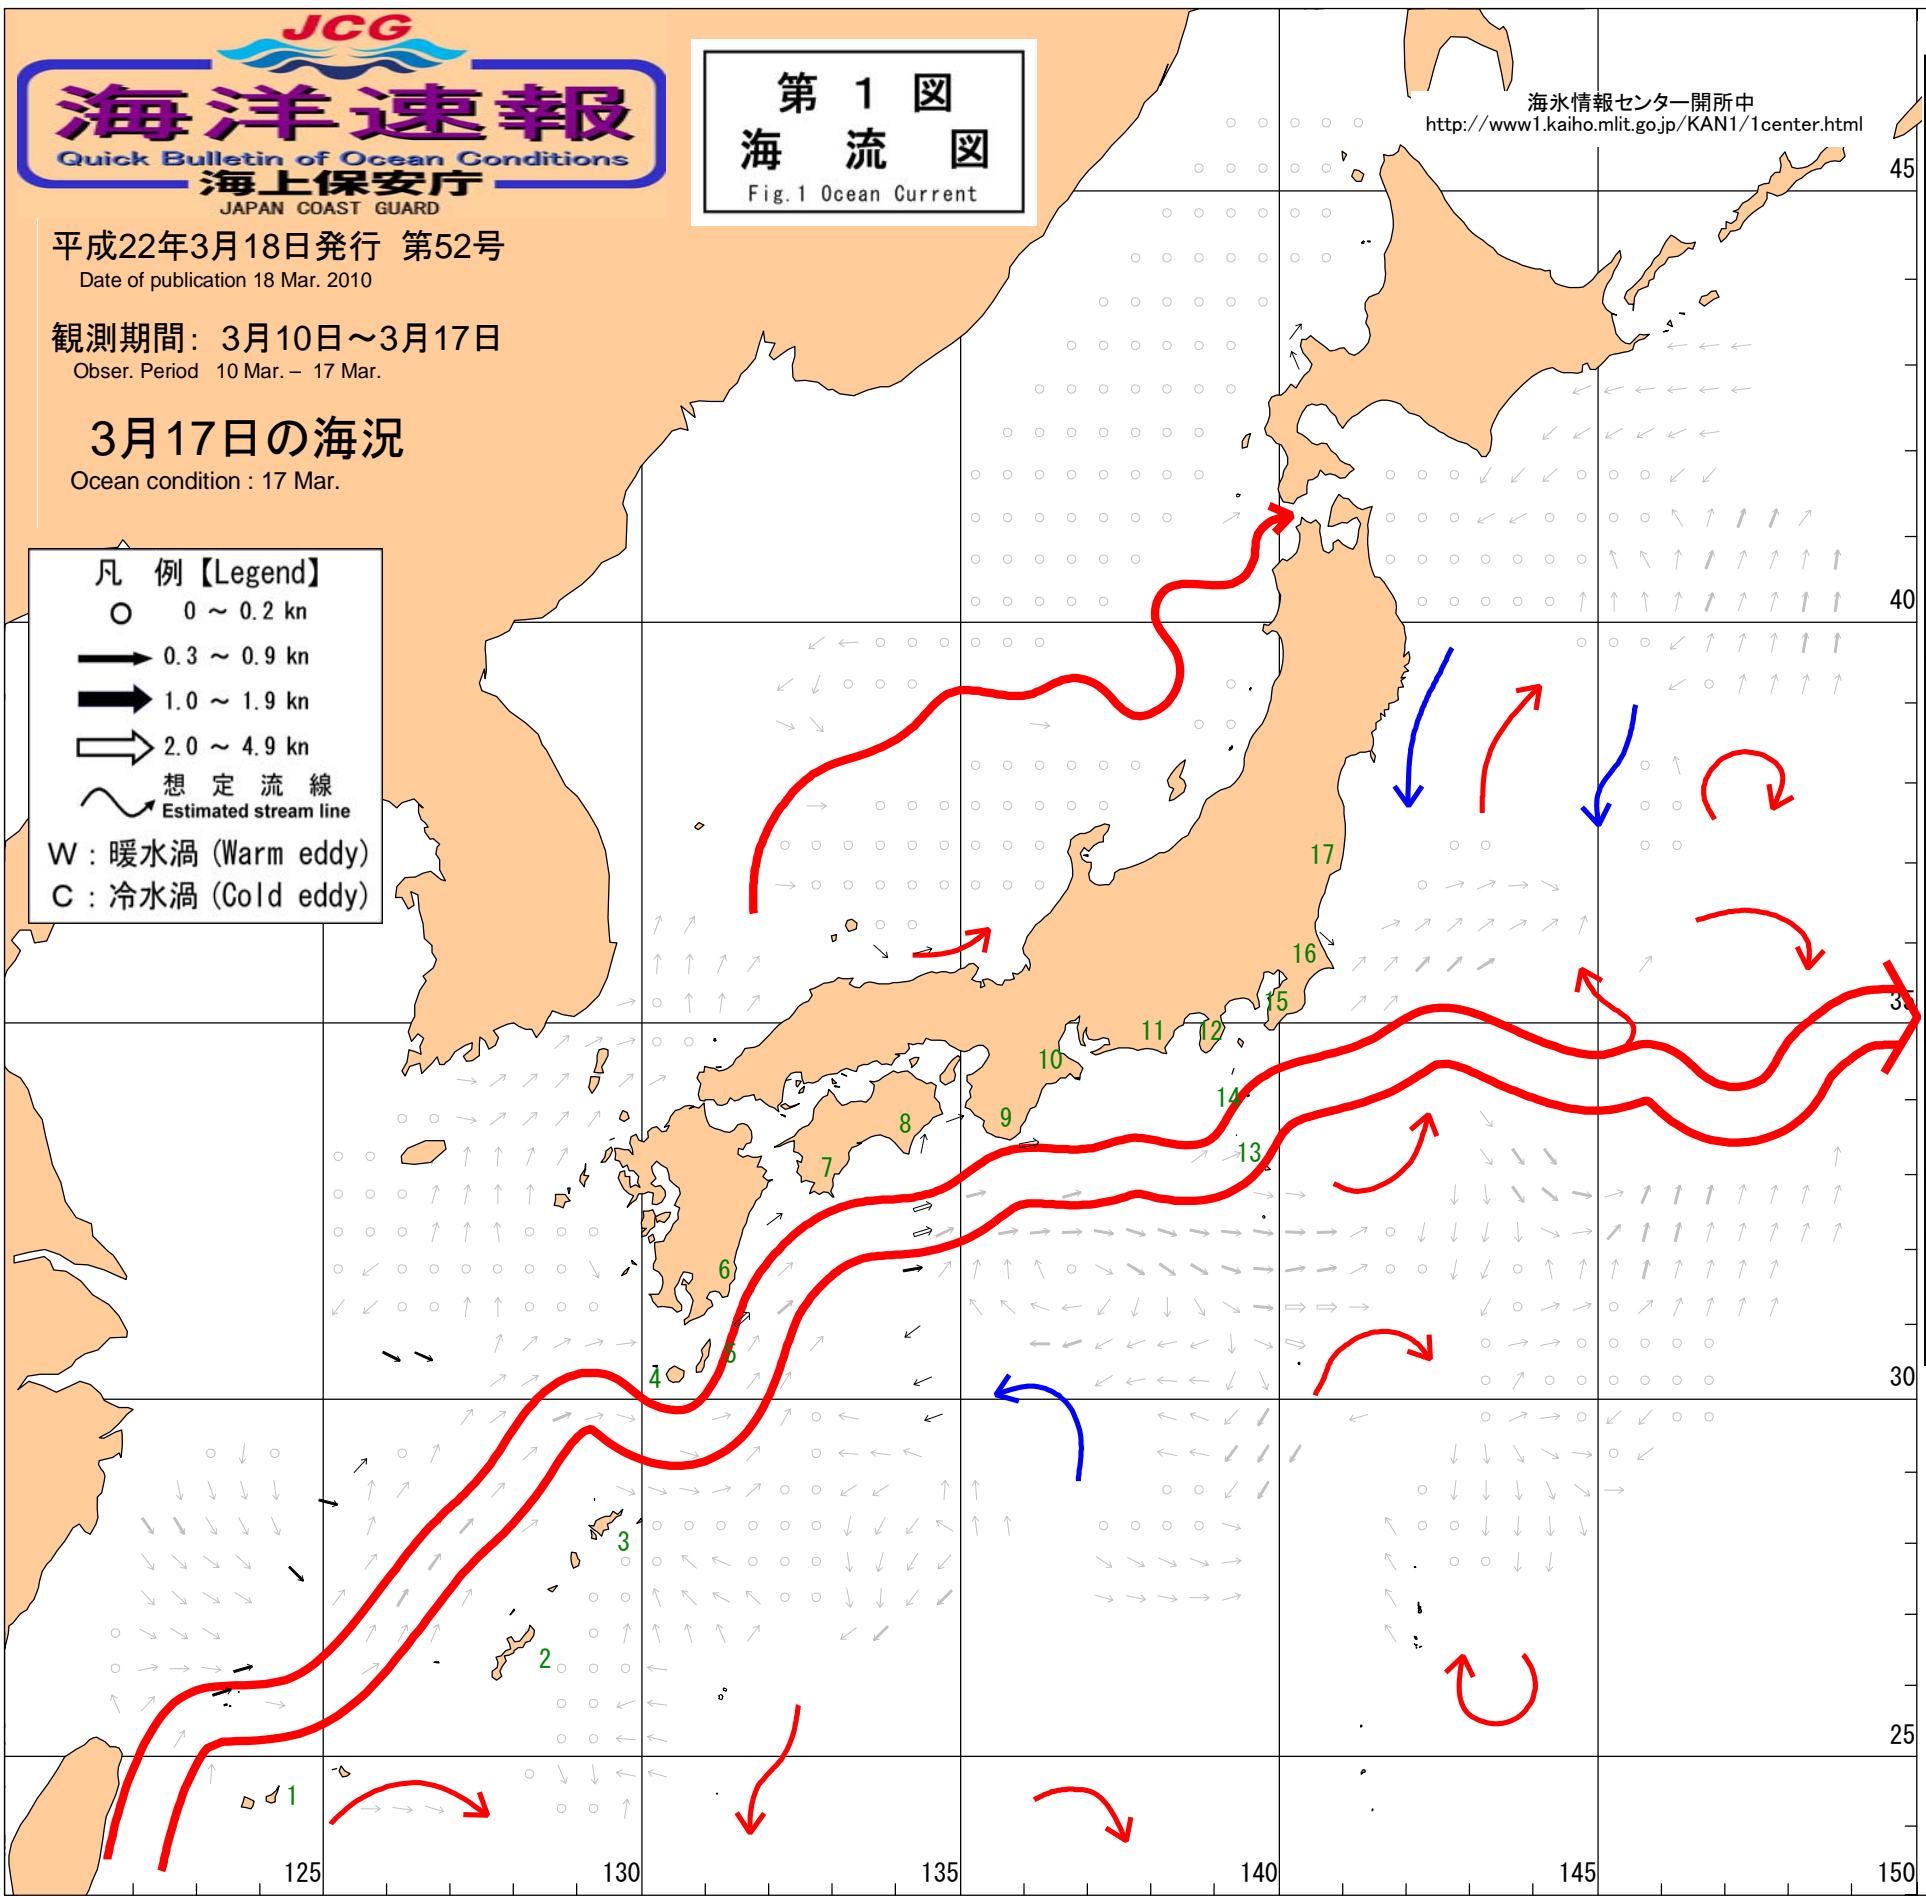 JCG
海洋速報
Quick Bulletin of Ocean Conditions
海上保安庁
JAPAN COAST GUARD
第 1 図
海 流 図
Fig.1 Ocean Current
海氷情報センター開所中
http://www1.kaiho.mlit.go.jp/KAN1/1center.html
平成22年3月18日発行 第52号
Date of publication 18 Mar. 2010
観測期間: 3月10日～3月17日
Obser. Period 10 Mar. – 17 Mar.
3月17日の海況
Ocean condition : 17 Mar.
凡 例【Legend】
0 ～ 0.2 kn
0.3 ～ 0.9 kn
1.0 ～ 1.9 kn
2.0 ～ 4.9 kn
想 定 流 線
Estimated stream line
W : 暖水渦 (Warm eddy)
C : 冷水渦 (Cold eddy)
45
40
17
16
15
35
11
12
10
14
9
8
13
7
6
5
4
30
3
2
25
1
125
130
135
140
145
150